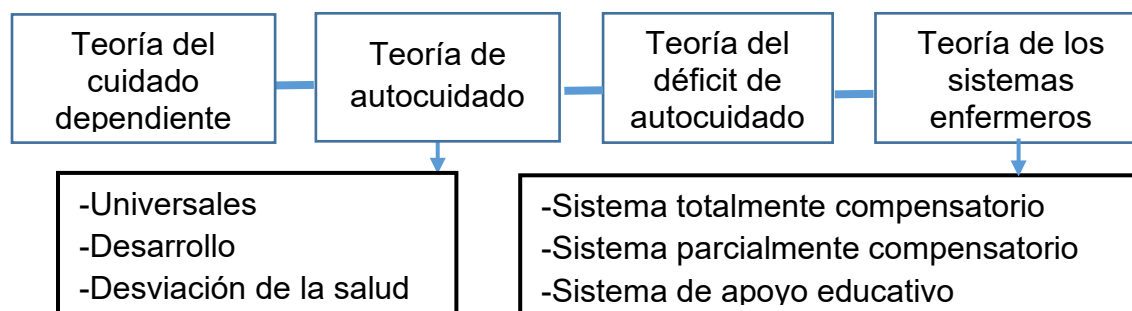 Teoría del
cuidado
dependiente
Teoría de
autocuidado
Teoría del
déficit de
autocuidado
Teoría de los
sistemas
enfermeros
-Universales
-Desarrollo
-Desviación de la salud
-Sistema totalmente compensatorio
-Sistema parcialmente compensatorio
-Sistema de apoyo educativo